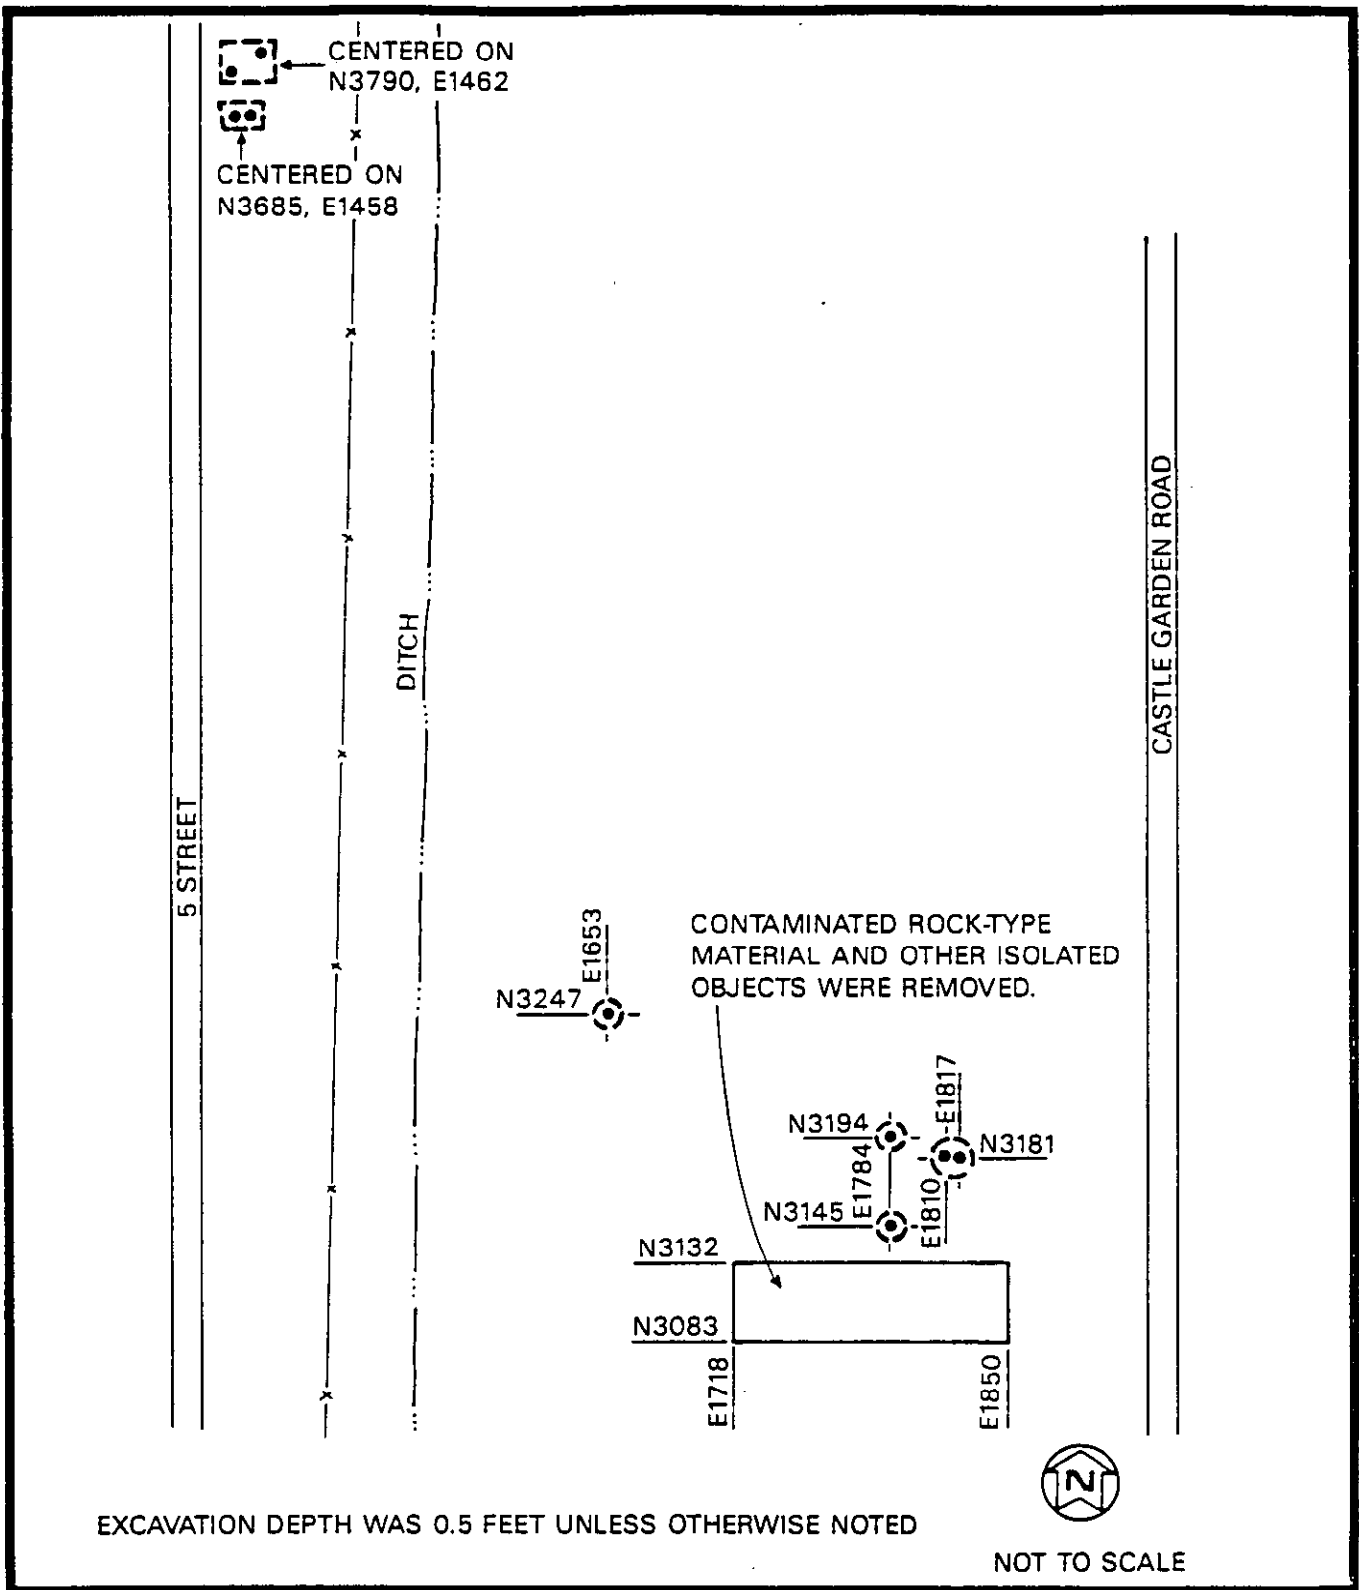 CENTERED ON
N3790, E1462
CENTERED ON
N3685, E1458
CASTLE GARDEN ROAD
DITCH
5 STREET
CONTAMINATED ROCK-TYPE
MATERIAL AND OTHER ISOLATED
OBJECTS WERE REMOVED.
E1653
N3247
E1817
N3194
N3181
E1784
E1810
N3145
N3132
N3083
E1718
E1850
N
EXCAVATION DEPTH WAS 0.5 FEET UNLESS OTHERWISE NOTED
NOT TO SCALE